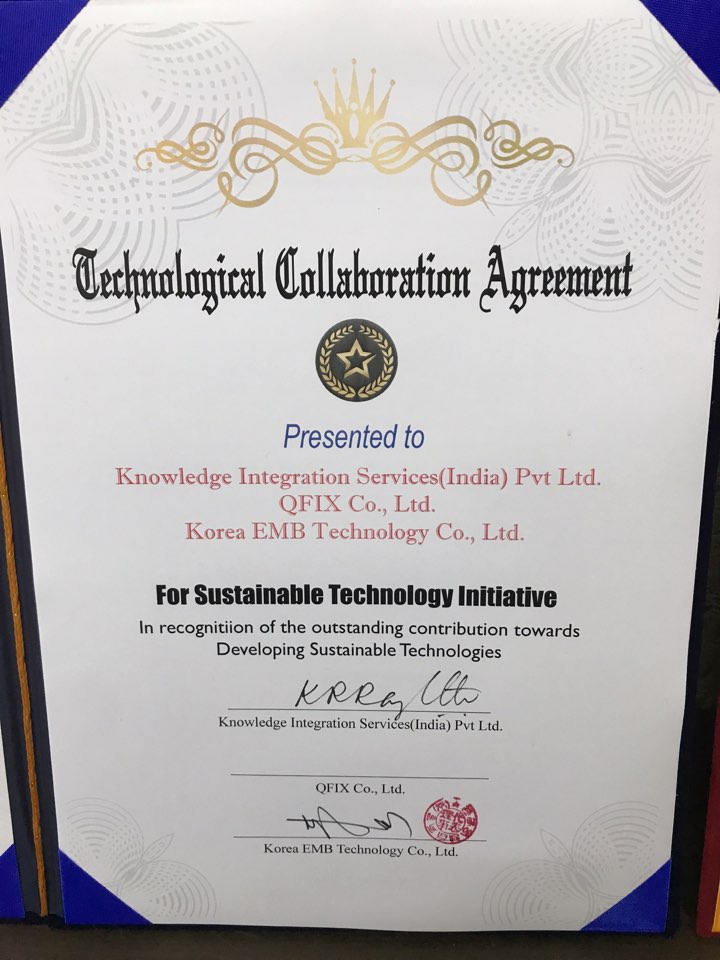 Technological Collaboration Agreement
Presented to
Knowledge Integration Services(India) Pvt Ltd.
QFIX Co., Ltd.
Korea EMB Technology Co., Ltd.
For Sustainable Technology Initiative
In recognitiion of the outstanding contribution towards
Developing Sustainable Technologies
Knowledge Integration Services(India) Pvt Ltd.
QFIX Co., Ltd.
Korea EMB Technology Co., Ltd.